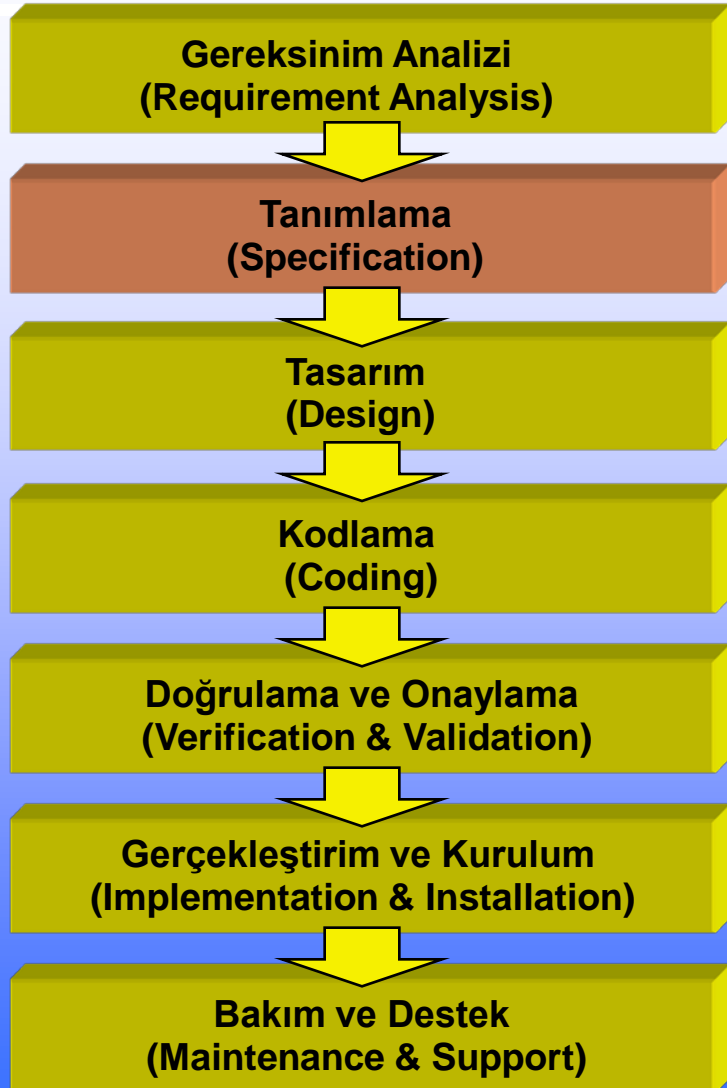 Gereksinim Analizi
(Requirement Analysis)
Tanımlama
(Specification)
Tasarım
(Design)
Kodlama
(Coding)
Doğrulama ve Onaylama
(Verification & Validation)
Gerçekleştirim ve Kurulum
(Implementation & Installation)
Bakım ve Destek
(Maintenance & Support)